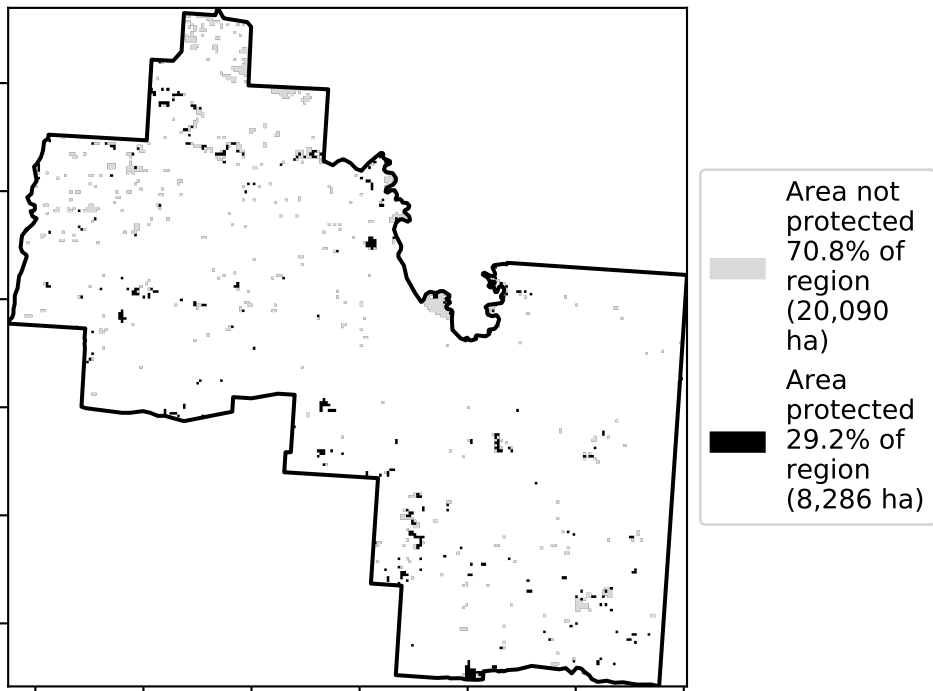 Area not
protected
70.8% of
region
(20,090
ha)
Area
protected
29.2% of
region
(8,286 ha)